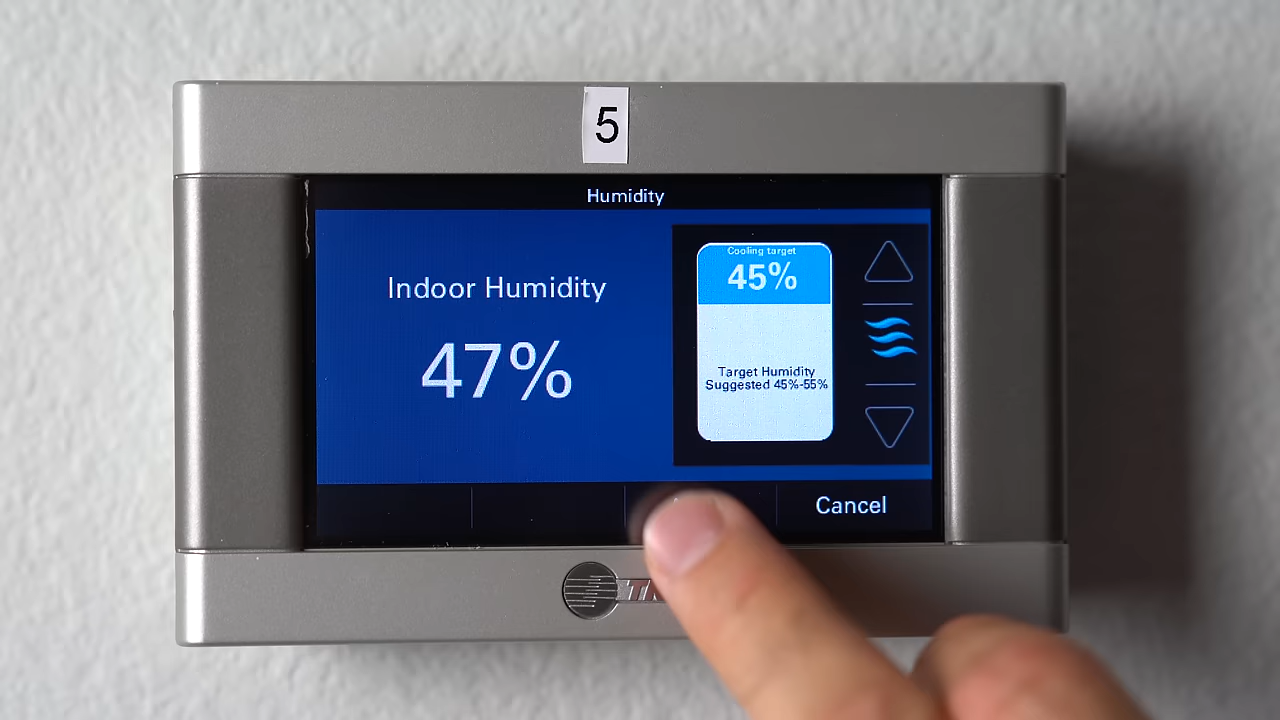 5
Humidity
Indoor Humidity
47%
Cooling target
45%
Target Humidity
Suggested 45%-55%
Cancel